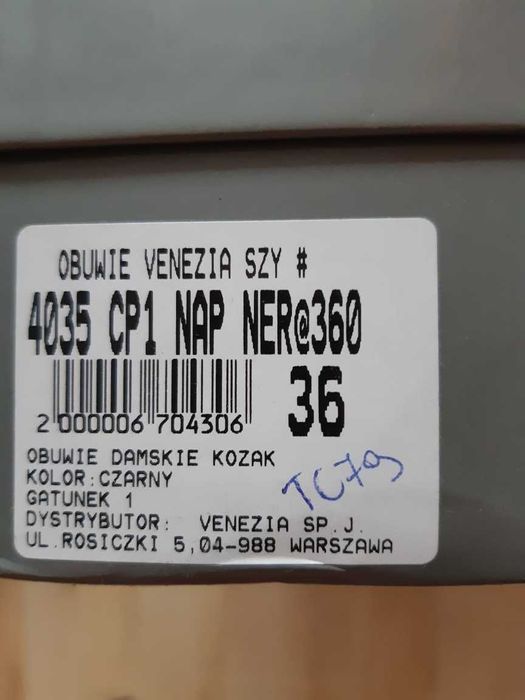 OBUWIE VENEZIA SZY #
4035 CP1 NAP NER@360
36
2 000006 704306
OBUWIE DAMSKIE KOZAK
KOLOR:CZARNY
GATUNEK 1
DYSTRYBUTOR: VENEZIA SP.J.
UL.ROSICZKI 5,04-988 WARSZAWA